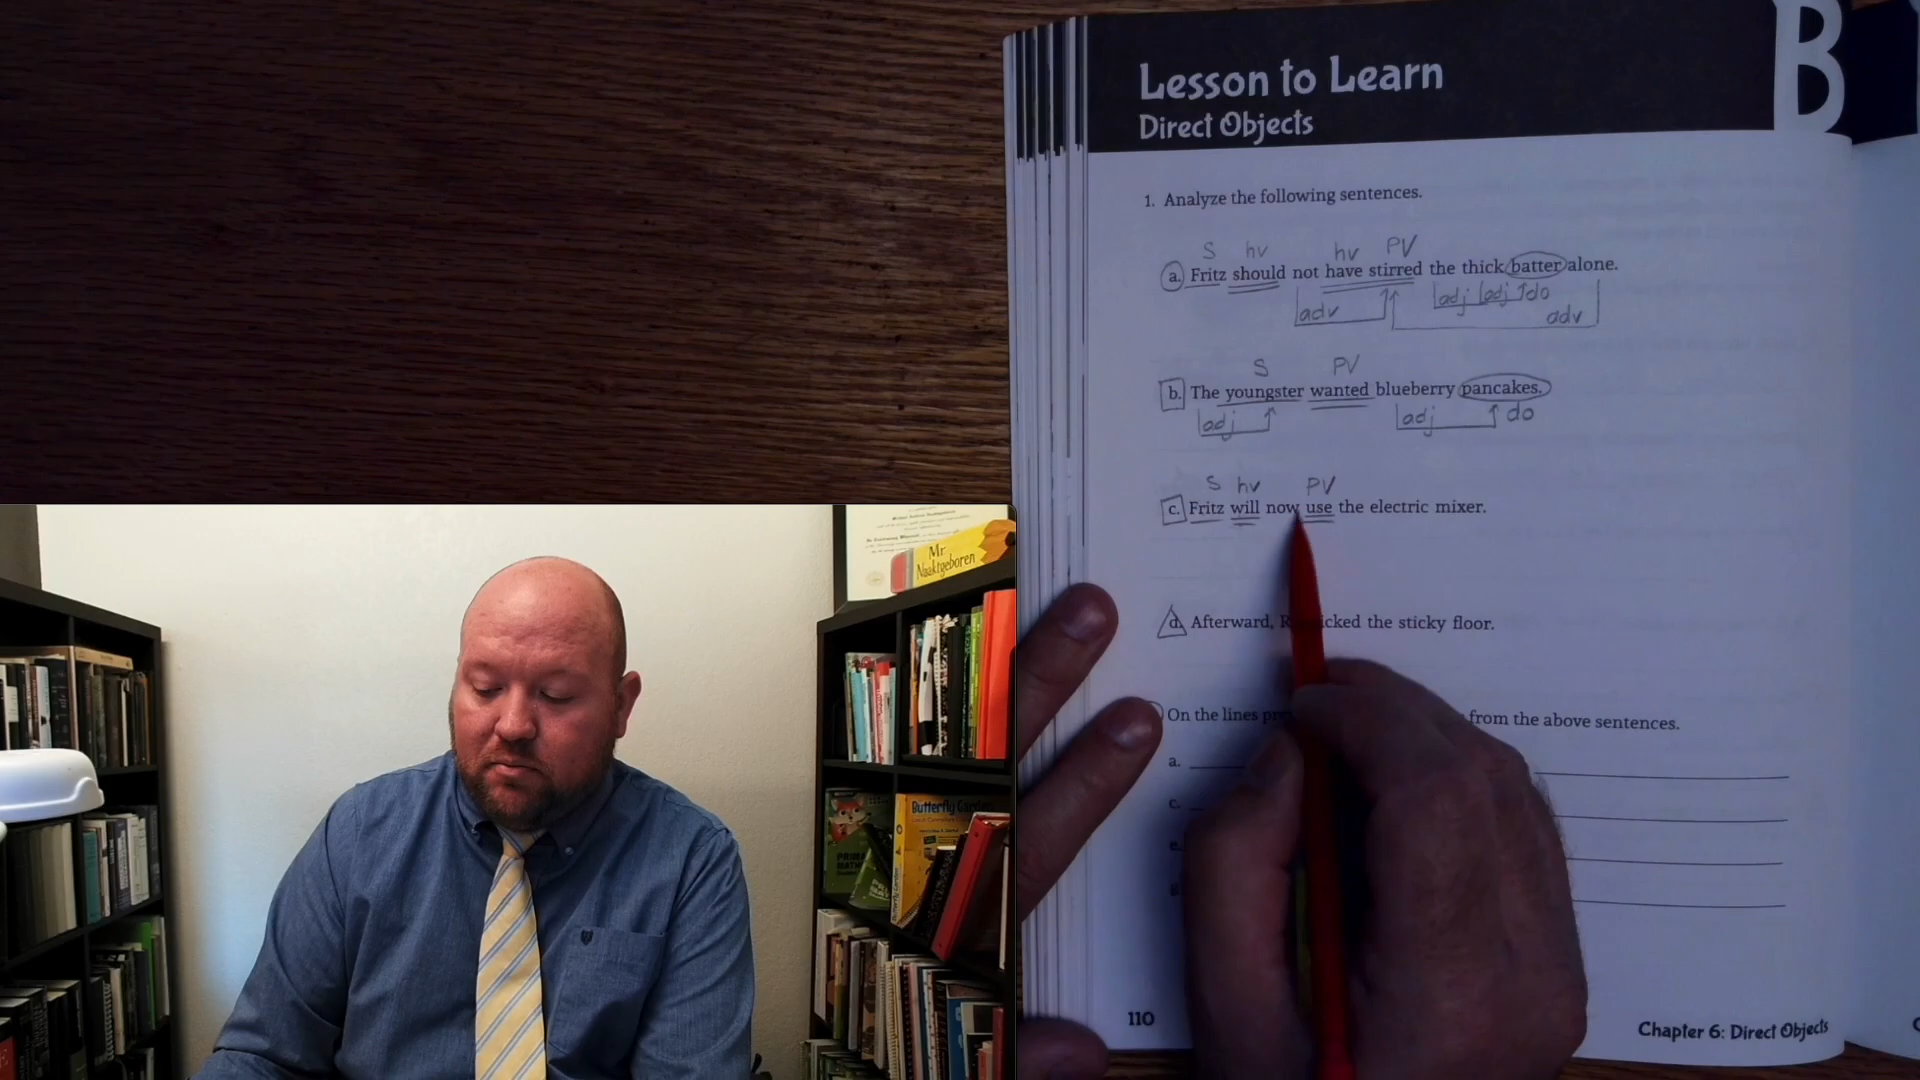 Lesson to Learn
B
Direct Objects
1. Analyze the following sentences.
S hv hv PV
a. Fritz should not have stirred the thick batter alone.
adv adj adj do
adv
S PV
b. The youngster wanted blueberry pancakes.
adj adj do
S hv PV
c. Fritz will now use the electric mixer.
d. Afterward, icked the sticky floor.
On the lines from the above sentences.
a.
c.
e.
110
Chapter 6: Direct Objects
Mr
Naaktgeboren
Butterfly Garden